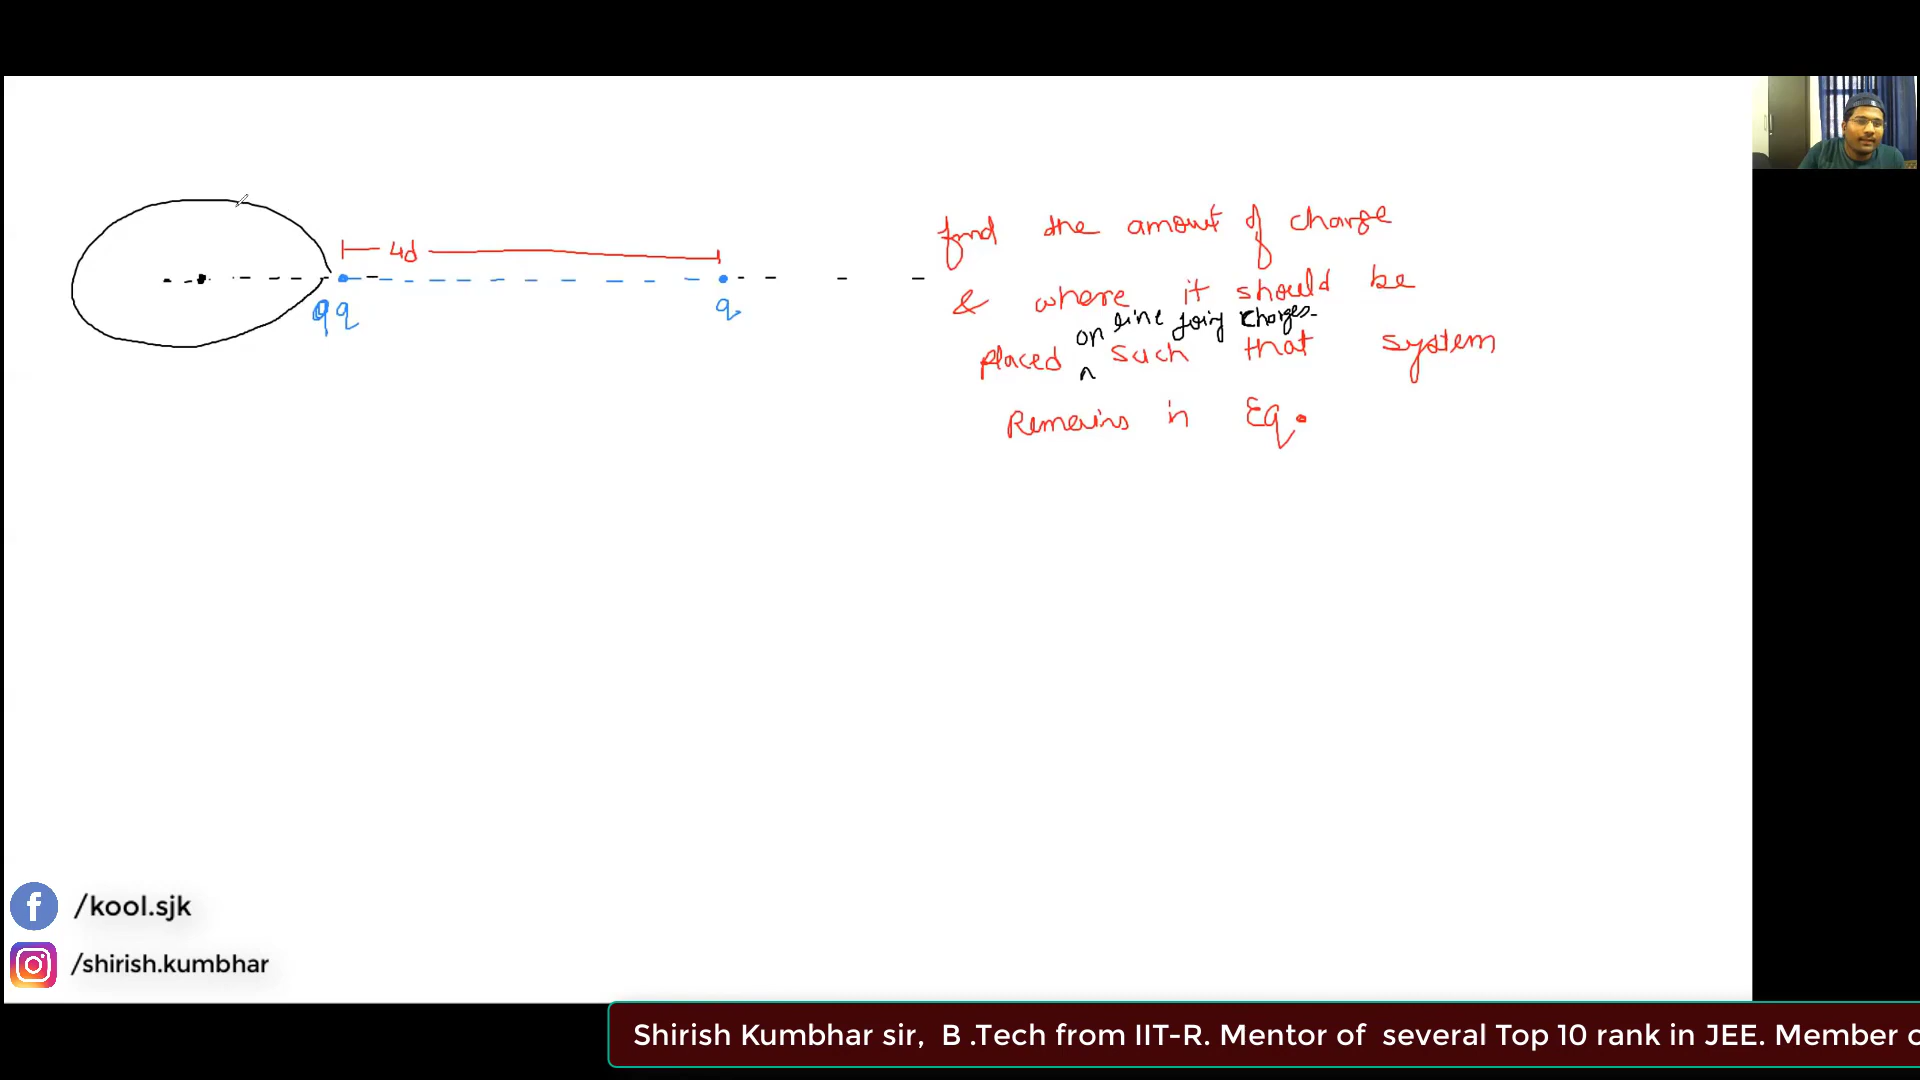 find the amount of charge
4d
& where it should be
qq
q
on line joing charges.
placed ^ such that system
Remains in Eq.
/kool.sjk
/shirish.kumbhar
Shirish Kumbhar sir, B .Tech from IIT-R. Mentor of several Top 10 rank in JEE. Member o